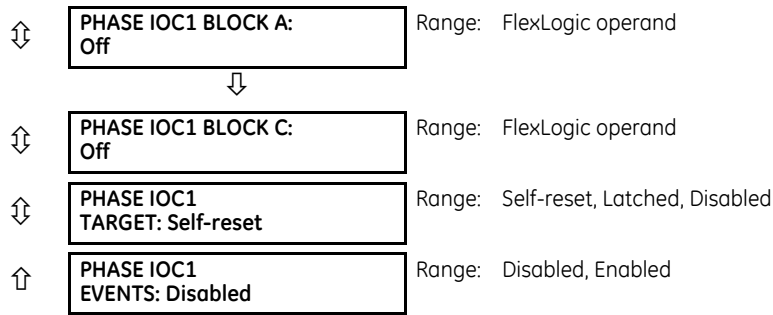 PHASE IOC1 BLOCK A: Range: FlexLogic operand
Off
PHASE IOC1 BLOCK C: Range: FlexLogic operand
Off
PHASE IOC1 Range: Self-reset, Latched, Disabled
TARGET: Self-reset
PHASE IOC1 Range: Disabled, Enabled
EVENTS: Disabled